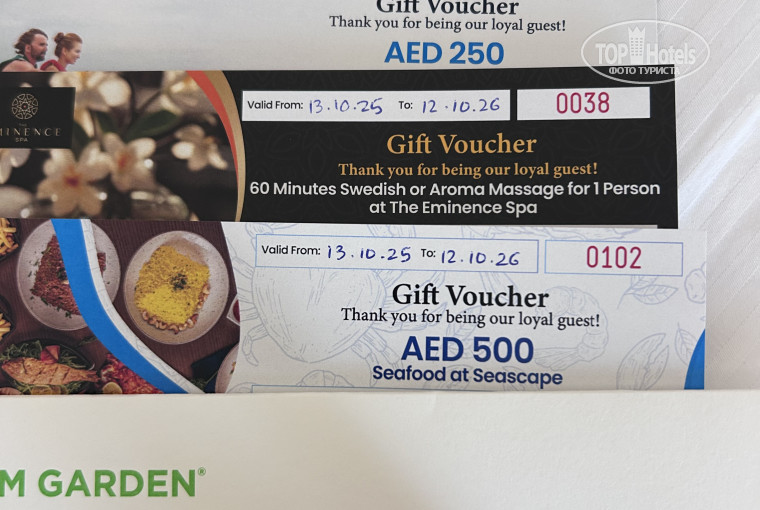 Gift Voucher
Thank you for being our loyal guest!
AED 250
TOP Hotels
ФОТО ТУРИСТА
Valid From: 13.10.25 To: 12.10.26
0038
THE
MINENCE
SPA
Gift Voucher
Thank you for being our loyal guest!
60 Minutes Swedish or Aroma Massage for 1 Person
at The Eminence Spa
Valid From: 13.10.25 To: 12.10.26
0102
Gift Voucher
Thank you for being our loyal guest!
AED 500
Seafood at Seascape
M GARDEN®